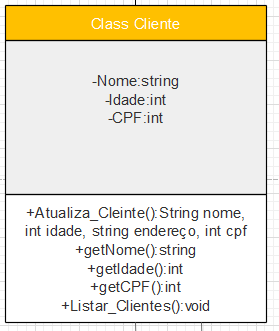 Class Cliente
-Nome:string
-Idade:int
-CPF:int
+Atualiza_Cleinte():String nome,
int idade, string endereço, int cpf
+getNome():string
+getIdade():int
+getCPF():int
+Listar_Clientes():void